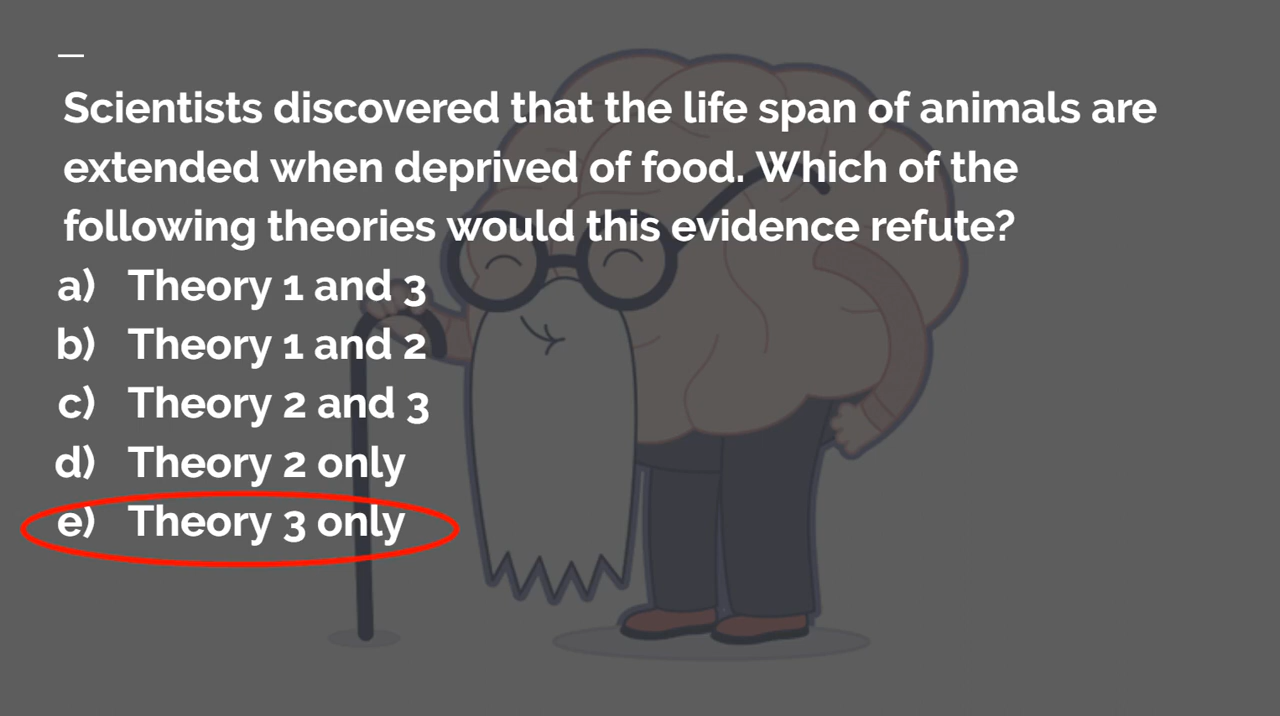 Scientists discovered that the life span of animals are
extended when deprived of food. Which of the
following theories would this evidence refute?
a) Theory 1 and 3
b) Theory 1 and 2
c) Theory 2 and 3
d) Theory 2 only
e) Theory 3 only